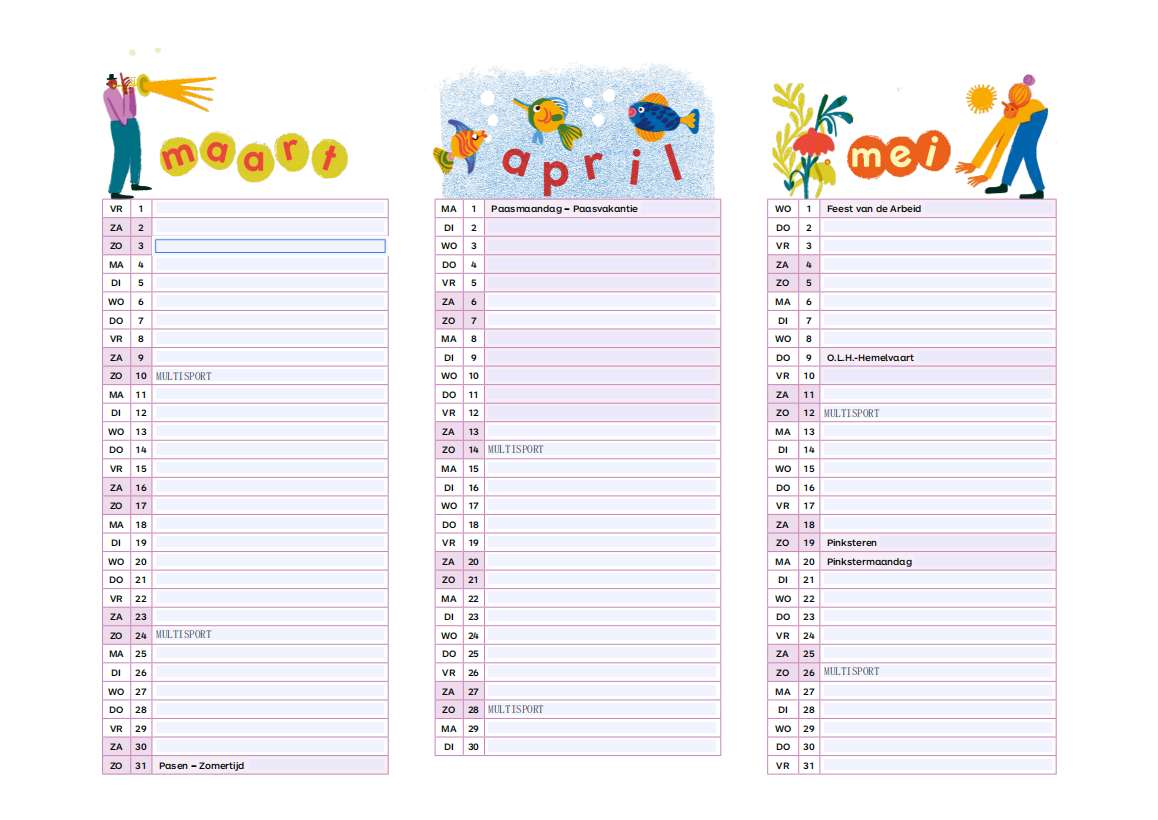 maart
VR 1
ZA 2
ZO 3
MA 4
DI 5
WO 6
DO 7
VR 8
ZA 9
ZO 10 MULTISPORT
MA 11
DI 12
WO 13
DO 14
VR 15
ZA 16
ZO 17
MA 18
DI 19
WO 20
DO 21
VR 22
ZA 23
ZO 24 MULTISPORT
MA 25
DI 26
WO 27
DO 28
VR 29
ZA 30
ZO 31 Pasen – Zomertijd
april
MA 1 Paasmaandag – Paasvakantie
DI 2
WO 3
DO 4
VR 5
ZA 6
ZO 7
MA 8
DI 9
WO 10
DO 11
VR 12
ZA 13
ZO 14 MULTISPORT
MA 15
DI 16
WO 17
DO 18
VR 19
ZA 20
ZO 21
MA 22
DI 23
WO 24
DO 25
VR 26
ZA 27
ZO 28 MULTISPORT
MA 29
DI 30
mei
WO 1 Feest van de Arbeid
DO 2
VR 3
ZA 4
ZO 5
MA 6
DI 7
WO 8
DO 9 O.L.H.-Hemelvaart
VR 10
ZA 11
ZO 12 MULTISPORT
MA 13
DI 14
WO 15
DO 16
VR 17
ZA 18
ZO 19 Pinksteren
MA 20 Pinkstermaandag
DI 21
WO 22
DO 23
VR 24
ZA 25
ZO 26 MULTISPORT
MA 27
DI 28
WO 29
DO 30
VR 31